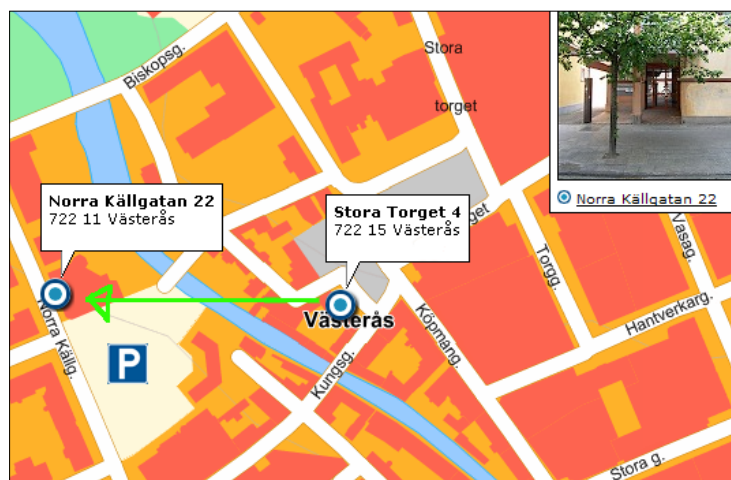 Biskopsg.
Stora
torget
Norra Källgatan 22
722 11 Västerås
Stora Torget 4
722 15 Västerås
Norra Källgatan 22
get
Vasag.
Torgg.
Norra Källg.
Västerås
Hantverkarg.
Köpmang.
P
Kungsg.
Stora g.